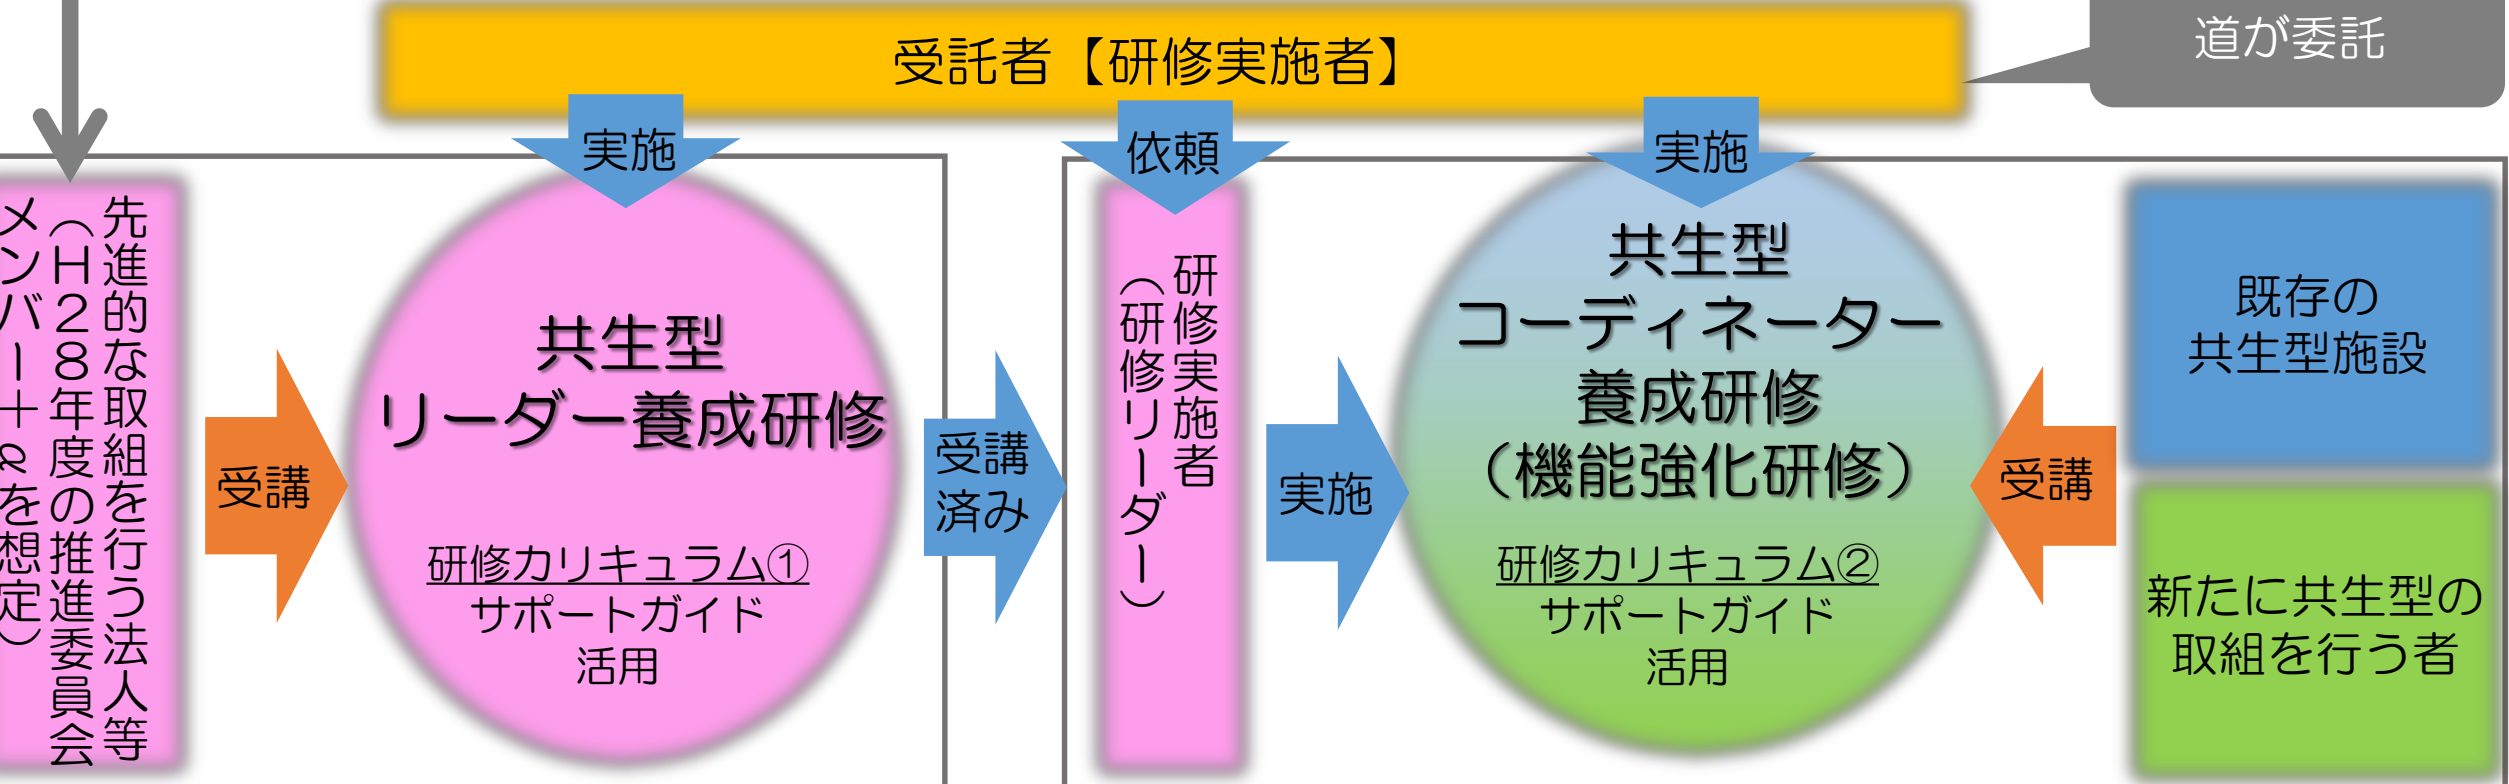 道が委託
受託者【研修実施者】
実施
依頼
実施
先進的な取組を行う法人等
（H28年度の推進委員会
メンバー＋αを想定）
受講
共生型
リーダー養成研修
研修カリキュラム①
サポートガイド
活用
受講
済み
研修実施者
（研修リーダー）
実施
共生型
コーディネーター
養成研修
（機能強化研修）
研修カリキュラム②
サポートガイド
活用
受講
既存の
共生型施設
新たに共生型の
取組を行う者